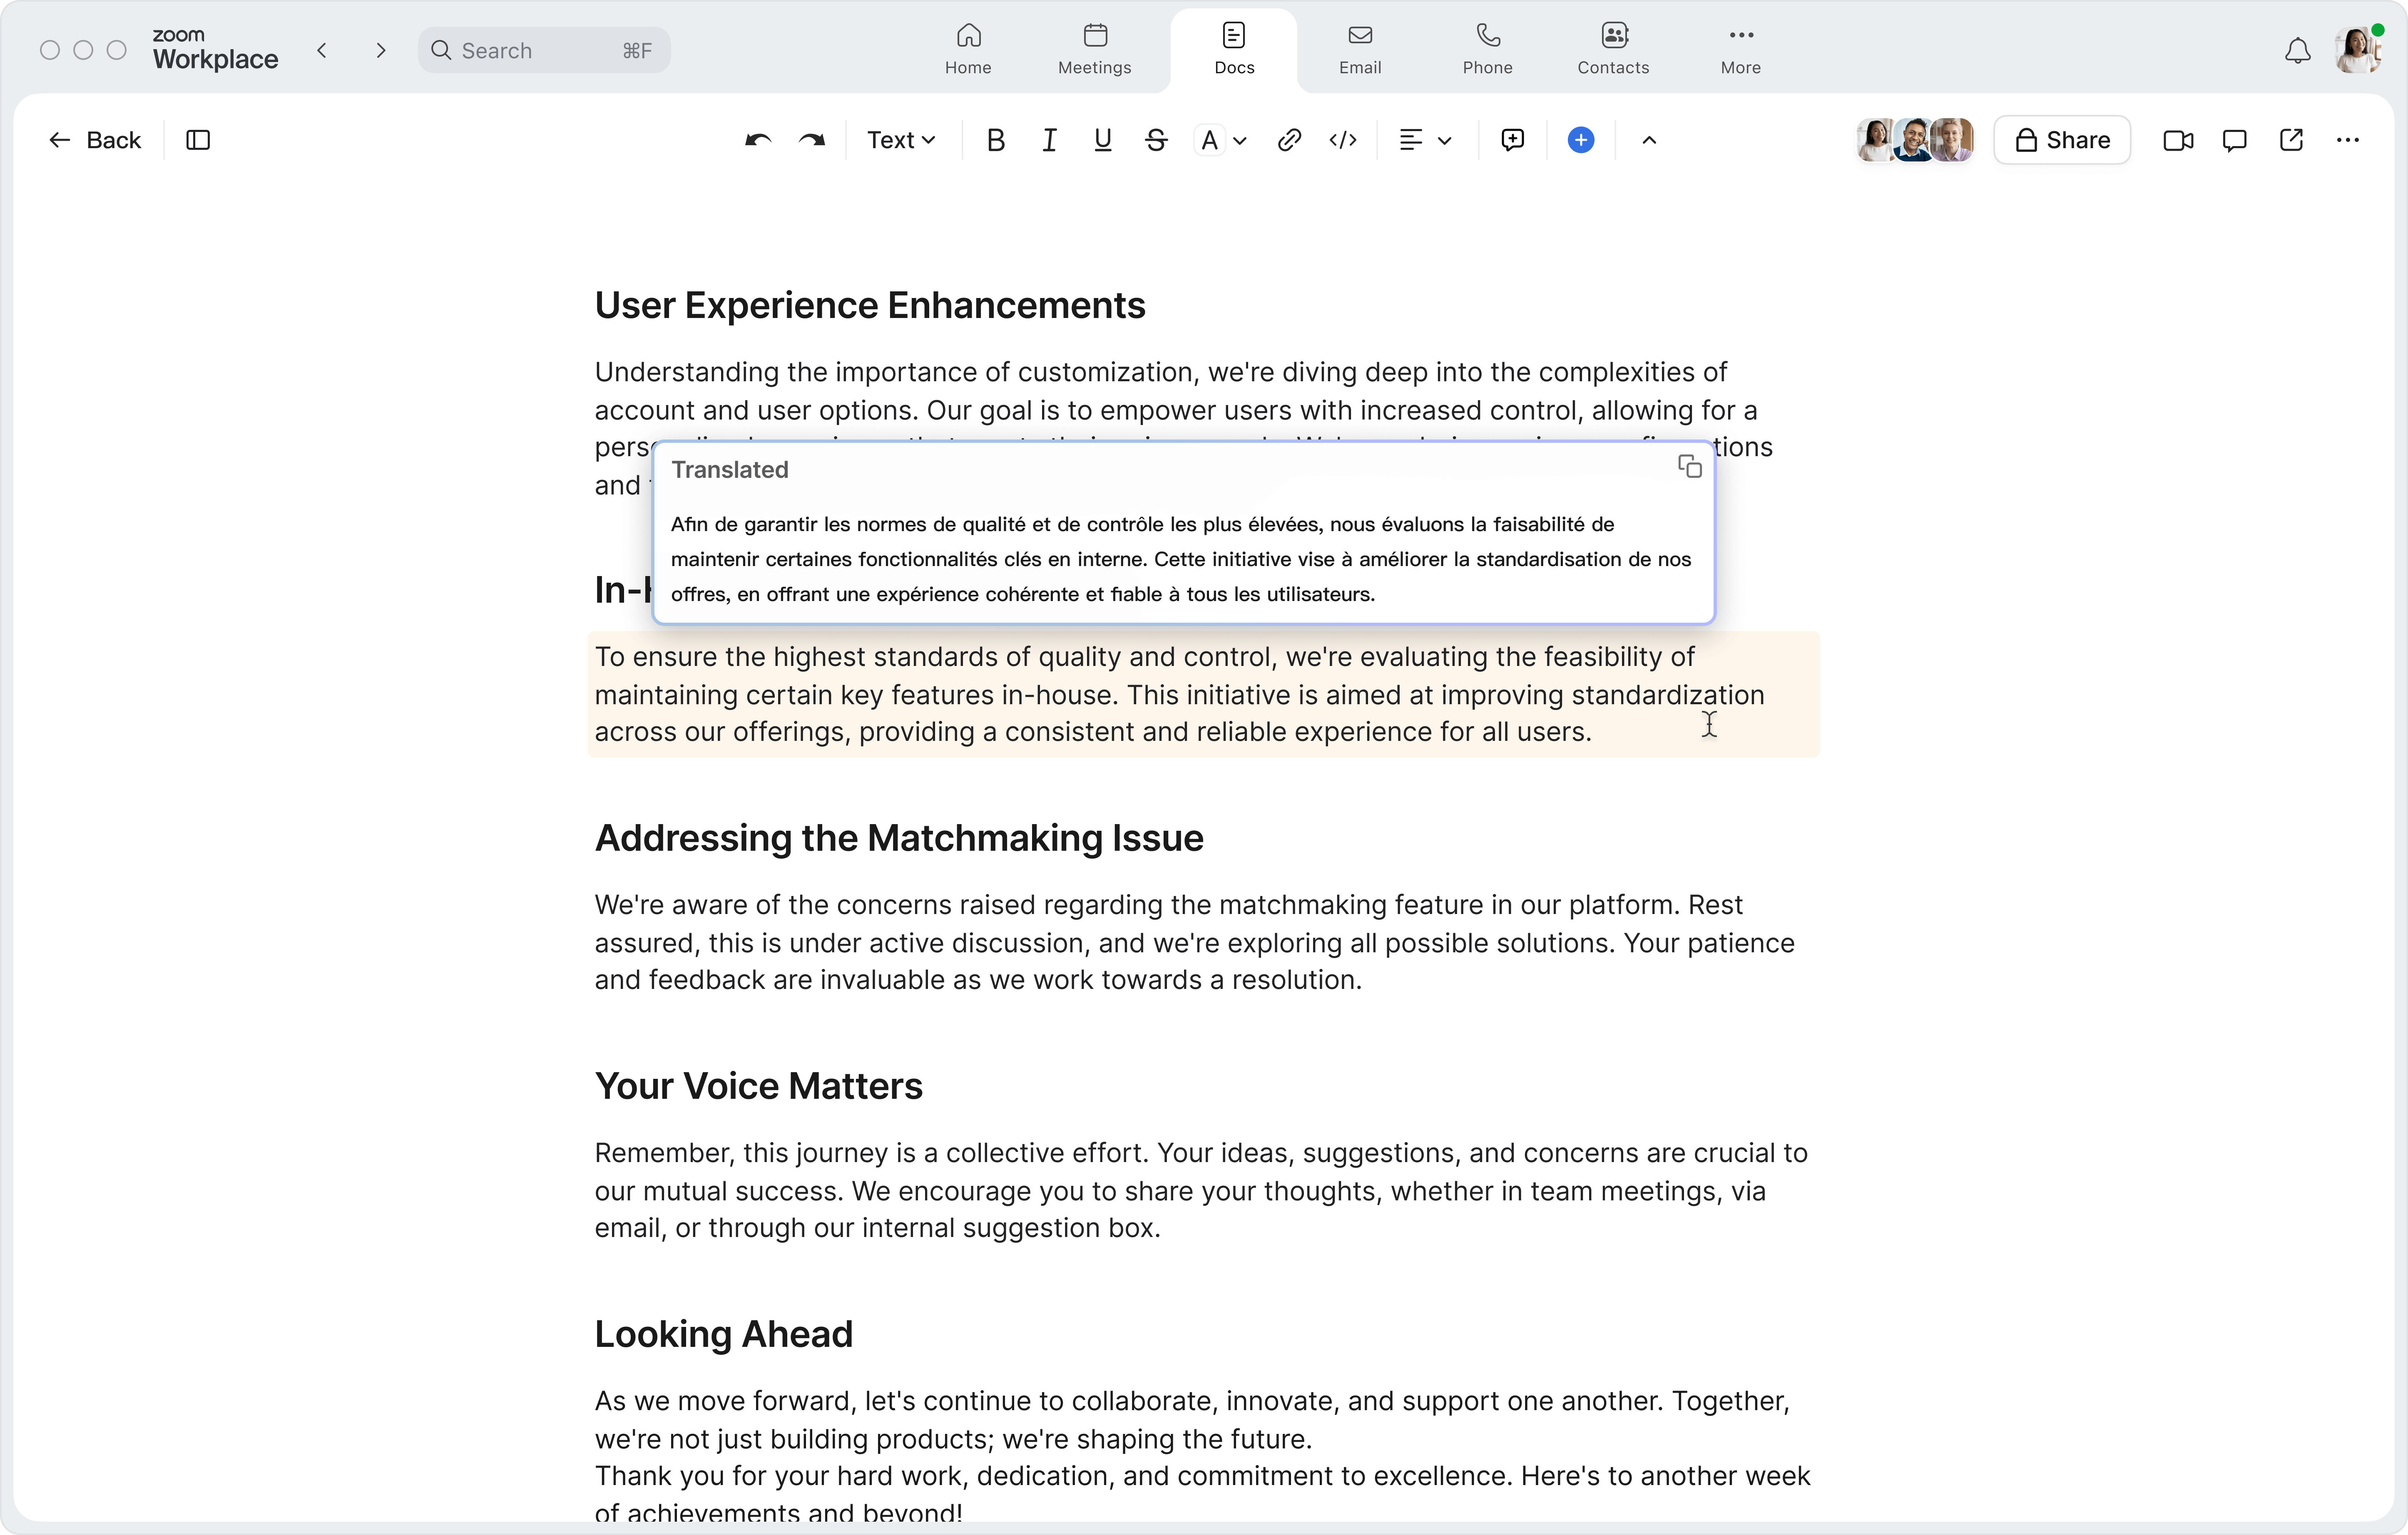 zoom
Workplace
Search ⌘F
Home
Meetings
Docs
Email
Phone
Contacts
More
Back
Text
B I U S A </>
Share
User Experience Enhancements
Understanding the importance of customization, we're diving deep into the complexities of
account and user options. Our goal is to empower users with increased control, allowing for a
and
Translated
Afin de garantir les normes de qualité et de contrôle les plus élevées, nous évaluons la faisabilité de
maintenir certaines fonctionnalités clés en interne. Cette initiative vise à améliorer la standardisation de nos
offres, en offrant une expérience cohérente et fiable à tous les utilisateurs.
To ensure the highest standards of quality and control, we're evaluating the feasibility of
maintaining certain key features in-house. This initiative is aimed at improving standardization
across our offerings, providing a consistent and reliable experience for all users.
Addressing the Matchmaking Issue
We're aware of the concerns raised regarding the matchmaking feature in our platform. Rest
assured, this is under active discussion, and we're exploring all possible solutions. Your patience
and feedback are invaluable as we work towards a resolution.
Your Voice Matters
Remember, this journey is a collective effort. Your ideas, suggestions, and concerns are crucial to
our mutual success. We encourage you to share your thoughts, whether in team meetings, via
email, or through our internal suggestion box.
Looking Ahead
As we move forward, let's continue to collaborate, innovate, and support one another. Together,
we're not just building products; we're shaping the future.
Thank you for your hard work, dedication, and commitment to excellence. Here's to another week
of achievements and beyond!